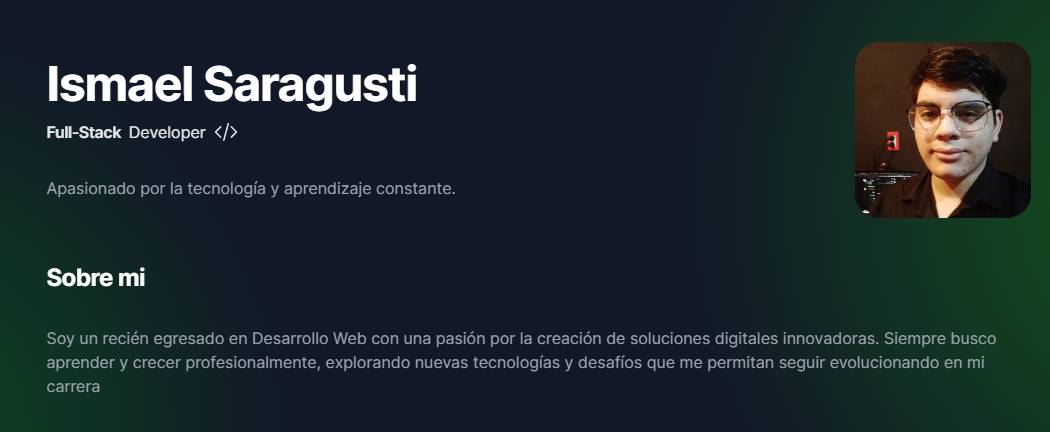 Ismael Saragusti
Full-Stack Developer </>
Apasionado por la tecnología y aprendizaje constante.
Sobre mi
Soy un recién egresado en Desarrollo Web con una pasión por la creación de soluciones digitales innovadoras. Siempre busco
aprender y crecer profesionalmente, explorando nuevas tecnologías y desafíos que me permitan seguir evolucionando en mi
carrera